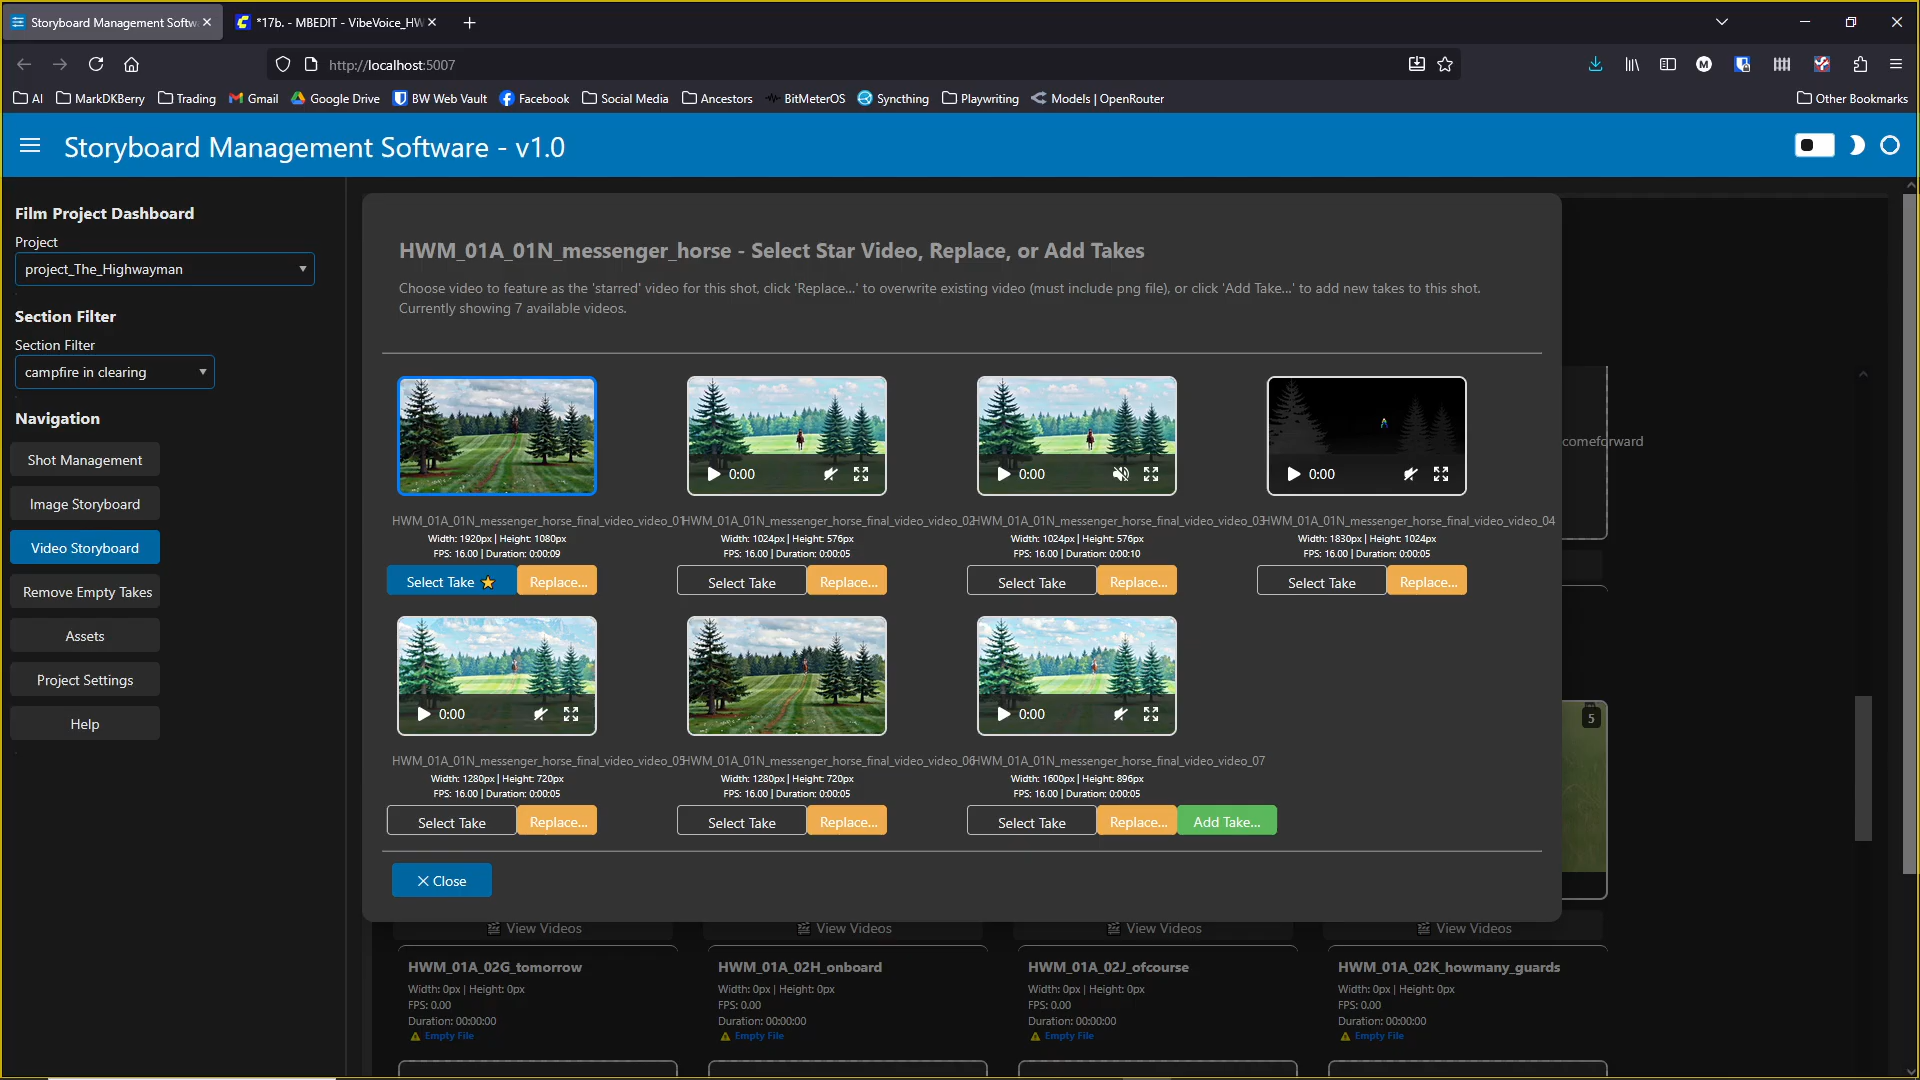 Storyboard Management Softw
*17b. - MBEDIT - VibeVoice_HW
http://localhost:5007
AI
MarkDKBerry
Trading
Gmail
Google Drive
BW Web Vault
Facebook
Social Media
Ancestors
BitMeterOS
Syncthing
Playwriting
Models | OpenRouter
Other Bookmarks
Storyboard Management Software - v1.0
Film Project Dashboard
Project
project_The_Highwayman
Section Filter
Section Filter
campfire in clearing
Navigation
Shot Management
Image Storyboard
Video Storyboard
Remove Empty Takes
Assets
Project Settings
Help
HWM_01A_01N_messenger_horse - Select Star Video, Replace, or Add Takes
Choose video to feature as the 'starred' video for this shot, click 'Replace...' to overwrite existing video (must include png file), or click 'Add Take...' to add new takes to this shot.
Currently showing 7 available videos.
0:00
0:00
0:00
HWM_01A_01N_messenger_horse_final_video_video_01
HWM_01A_01N_messenger_horse_final_video_video_02
HWM_01A_01N_messenger_horse_final_video_video_03
HWM_01A_01N_messenger_horse_final_video_video_04
Width: 1920px | Height: 1080px
FPS: 16.00 | Duration: 0:00:09
Width: 1024px | Height: 576px
FPS: 16.00 | Duration: 0:00:05
Width: 1024px | Height: 576px
FPS: 16.00 | Duration: 0:00:10
Width: 1830px | Height: 1024px
FPS: 16.00 | Duration: 0:00:05
Select Take
Replace...
Select Take
Replace...
Select Take
Replace...
Select Take
Replace...
0:00
0:00
HWM_01A_01N_messenger_horse_final_video_video_05
HWM_01A_01N_messenger_horse_final_video_video_06
HWM_01A_01N_messenger_horse_final_video_video_07
Width: 1280px | Height: 720px
FPS: 16.00 | Duration: 0:00:05
Width: 1280px | Height: 720px
FPS: 16.00 | Duration: 0:00:05
Width: 1600px | Height: 896px
FPS: 16.00 | Duration: 0:00:05
Select Take
Replace...
Select Take
Replace...
Select Take
Replace...
Add Take...
Close
comeforward
5
View Videos
View Videos
View Videos
View Videos
HWM_01A_02G_tomorrow
Width: 0px | Height: 0px
FPS: 0.00
Duration: 00:00:00
Empty File
HWM_01A_02H_onboard
Width: 0px | Height: 0px
FPS: 0.00
Duration: 00:00:00
Empty File
HWM_01A_02J_ofcourse
Width: 0px | Height: 0px
FPS: 0.00
Duration: 00:00:00
Empty File
HWM_01A_02K_howmany_guards
Width: 0px | Height: 0px
FPS: 0.00
Duration: 00:00:00
Empty File